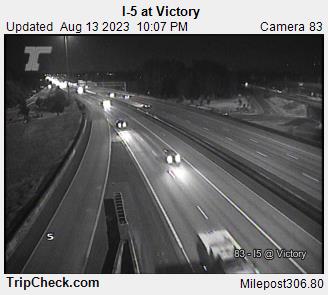 I-5 at Victory
Updated Aug 13 2023 10:07 PM Camera 83
S
83 - I5 @ Victory
TripCheck.com Milepost306.80